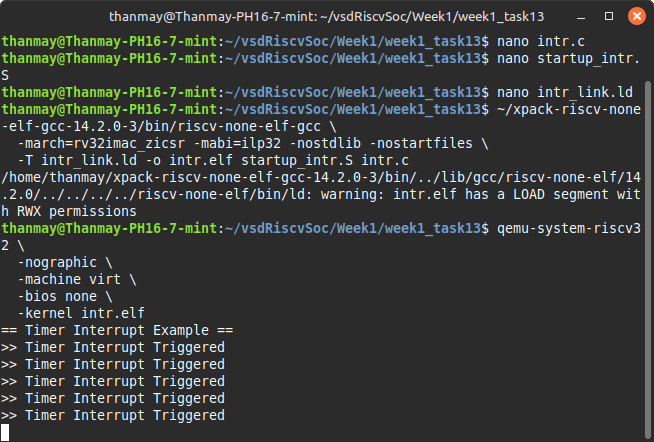 thanmay@Thanmay-PH16-7-mint: ~/vsdRiscvSoc/Week1/week1_task13
thanmay@Thanmay-PH16-7-mint:~/vsdRiscvSoc/Week1/week1_task13$ nano intr.c
thanmay@Thanmay-PH16-7-mint:~/vsdRiscvSoc/Week1/week1_task13$ nano startup_intr.
S
thanmay@Thanmay-PH16-7-mint:~/vsdRiscvSoc/Week1/week1_task13$ nano intr_link.ld
thanmay@Thanmay-PH16-7-mint:~/vsdRiscvSoc/Week1/week1_task13$ ~/xpack-riscv-none
-elf-gcc-14.2.0-3/bin/riscv-none-elf-gcc \
  -march=rv32imac_zicsr -mabi=ilp32 -nostdlib -nostartfiles \
  -T intr_link.ld -o intr.elf startup_intr.S intr.c
/home/thanmay/xpack-riscv-none-elf-gcc-14.2.0-3/bin/../lib/gcc/riscv-none-elf/14
.2.0/../../../../riscv-none-elf/bin/ld: warning: intr.elf has a LOAD segment wit
h RWX permissions
thanmay@Thanmay-PH16-7-mint:~/vsdRiscvSoc/Week1/week1_task13$ qemu-system-riscv3
2 \
  -nographic \
  -machine virt \
  -bios none \
  -kernel intr.elf
== Timer Interrupt Example ==
>> Timer Interrupt Triggered
>> Timer Interrupt Triggered
>> Timer Interrupt Triggered
>> Timer Interrupt Triggered
>> Timer Interrupt Triggered